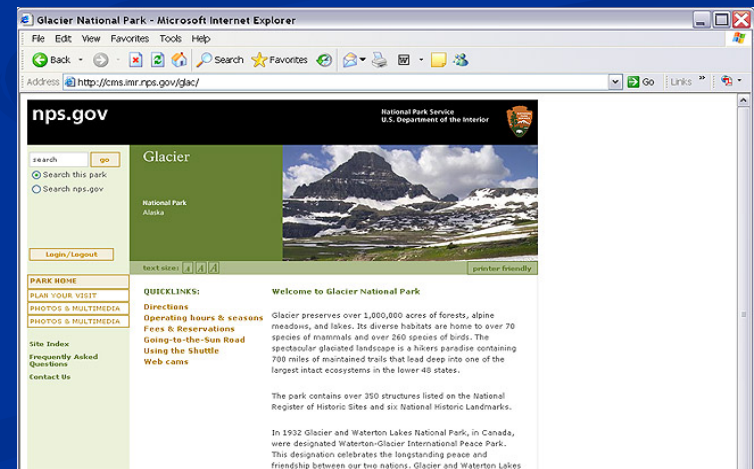 Glacier National Park - Microsoft Internet Explorer
File Edit View Favorites Tools Help
Back Search Favorites
Address http://cms.imr.nps.gov/glac/ Go Links
nps.gov
National Park Service
U.S. Department of the Interior
search go
Search this park
Search nps.gov
Login/Logout
Glacier
National Park
Alaska
text size: A A A
printer friendly
PARK HOME
PLAN YOUR VISIT
PHOTOS & MULTIMEDIA
PHOTOS & MULTIMEDIA
Site Index
Frequently Asked
Questions
Contact Us
QUICKLINKS:
Directions
Operating hours & seasons
Fees & Reservations
Going-to-the-Sun Road
Using the Shuttle
Web cams
Welcome to Glacier National Park
Glacier preserves over 1,000,000 acres of forests, alpine
meadows, and lakes. Its diverse habitats are home to over 70
species of mammals and over 260 species of birds. The
spectacular glaciated landscape is a hikers paradise containing
700 miles of maintained trails that lead deep into one of the
largest intact ecosystems in the lower 48 states.
The park contains over 350 structures listed on the National
Register of Historic Sites and six National Historic Landmarks.
In 1932 Glacier and Waterton Lakes National Park, in Canada,
were designated Waterton-Glacier International Peace Park.
This designation celebrates the longstanding peace and
friendship between our two nations. Glacier and Waterton Lakes